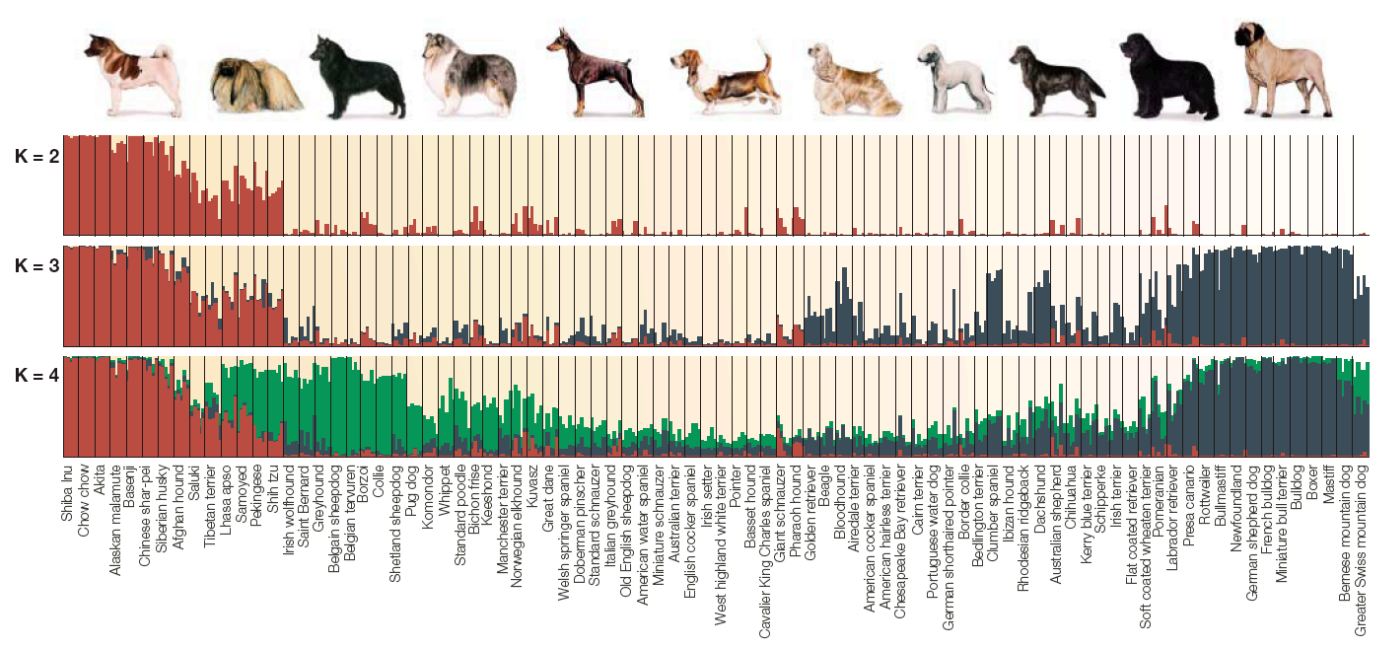 K = 2
K = 3
K = 4
Shiba Inu
Chow chow
Akita
Alaskan malamute
Basenji
Chinese shar-pei
Siberian husky
Afghan hound
Saluki
Tibetan terrier
Lhasa apso
Samoyed
Pekingese
Shih tzu
Irish wolfhound
Saint Bernard
Greyhound
Belgain sheepdog
Belgian tervuren
Borzoi
Collie
Shetland sheepdog
Pug dog
Komondor
Whippet
Standard poodle
Bichon frise
Keeshond
Manchester terrier
Norwegian elkhound
Kuvasz
Great dane
Welsh springer spaniel
Doberman pinscher
Standard schnauzer
Italian greyhound
Old English sheepdog
American water spaniel
Miniature schnauzer
Australian terrier
English cocker spaniel
Irish setter
West highland white terrier
Pointer
Basset hound
Cavalier King Charles spaniel
Giant schnauzer
Pharaoh hound
Golden retriever
Beagle
Bloodhound
Airedale terrier
American cocker spaniel
American hairless terrier
Chesapeake Bay retriever
Cairn terrier
Portuguese water dog
German shorthaired pointer
Border collie
Bedlington terrier
Clumber spaniel
Ibizan hound
Rhodesian ridgeback
Dachshund
Australian shepherd
Chihuahua
Kerry blue terrier
Schipperke
Irish terrier
Flat coated retriever
Soft coated wheaten terrier
Pomeranian
Labrador retriever
Presa canario
Rottweiler
Bullmastiff
Newfoundland
German shepherd dog
French bulldog
Miniature bull terrier
Bulldog
Boxer
Mastiff
Bernese mountain dog
Greater Swiss mountain dog